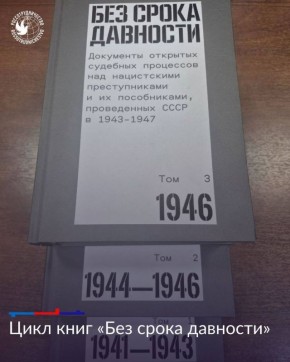 БЕЗ СРОКА
ДАВНОСТИ
Документы открытых
судебных процессов
над нацистскими
преступниками
и их пособниками,
проведенных СССР
в 1943–1947
Том 3
1946
Том 2
1944—1946
1941—1943
Цикл книг «Без срока давности»